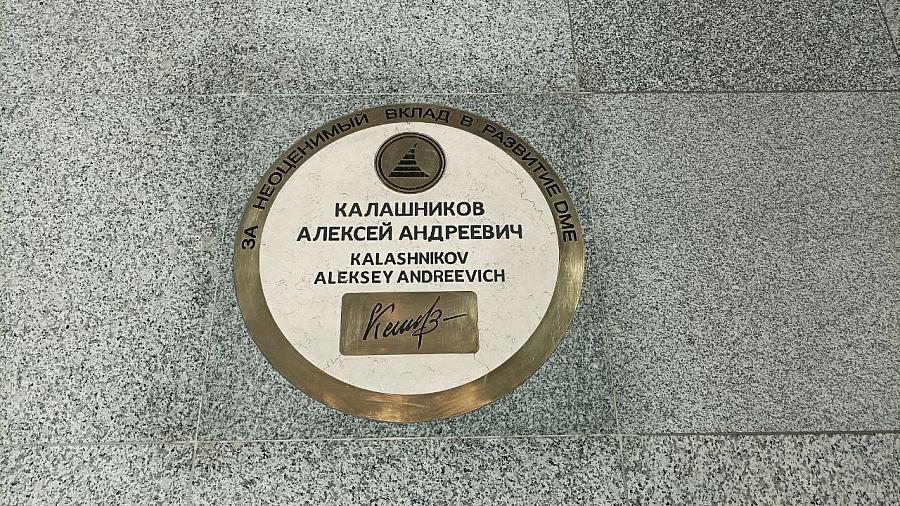 ЗА НЕОЦЕНИМЫЙ ВКЛАД В РАЗВИТИЕ DME
КАЛАШНИКОВ
АЛЕКСЕЙ АНДРЕЕВИЧ
KALASHNIKOV
ALEKSEY ANDREEVICH